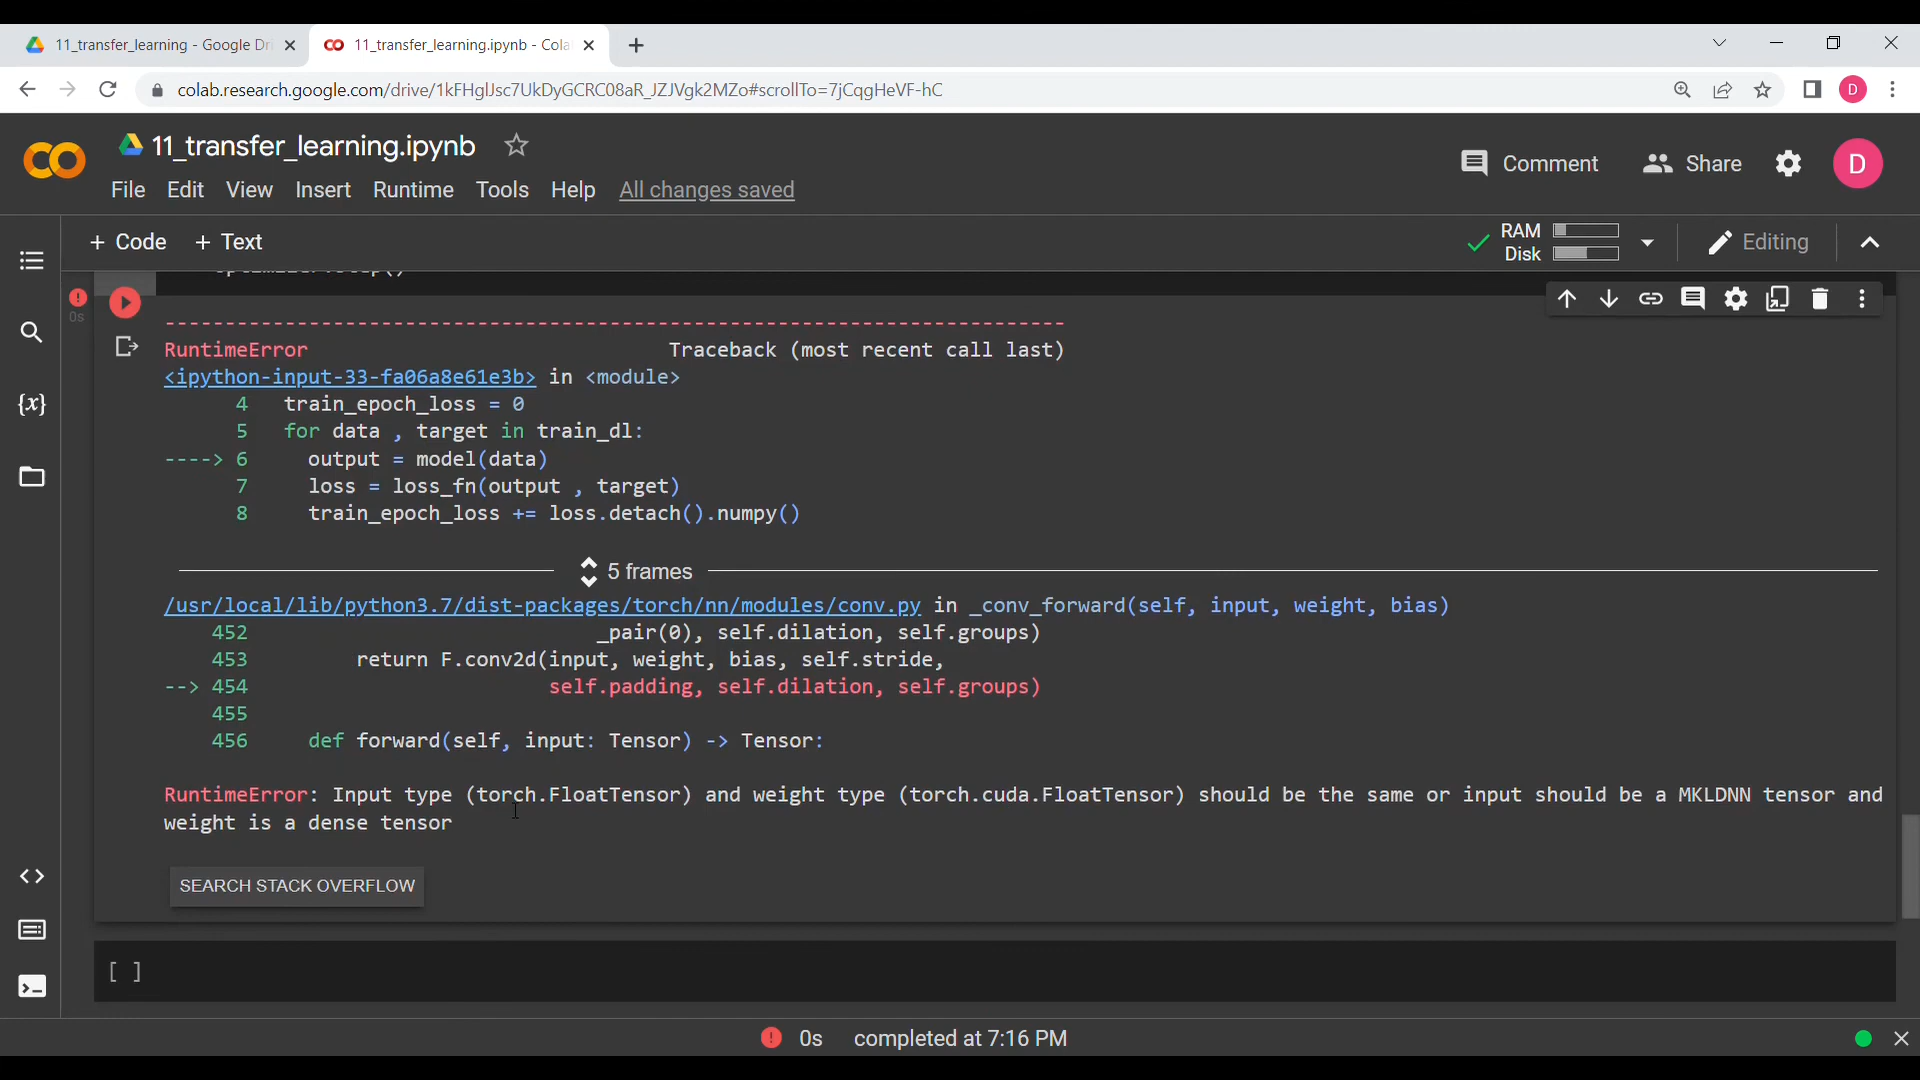 11_transfer_learning - Google Dri
11_transfer_learning.ipynb - Cola
colab.research.google.com/drive/1kFHglJsc7UkDyGCRC08aR_JZJVgk2MZo#scrollTo=7jCqgHeVF-hC
D
11_transfer_learning.ipynb
Comment
Share
D
File Edit View Insert Runtime Tools Help All changes saved
+ Code + Text
RAM
Disk
Editing
optimizer.step()
0s
---------------------------------------------------------------------------
RuntimeError Traceback (most recent call last)
<ipython-input-33-fa06a8e61e3b> in <module>
4 train_epoch_loss = 0
5 for data , target in train_dl:
----> 6 output = model(data)
7 loss = loss_fn(output , target)
8 train_epoch_loss += loss.detach().numpy()
5 frames
/usr/local/lib/python3.7/dist-packages/torch/nn/modules/conv.py in _conv_forward(self, input, weight, bias)
452 _pair(0), self.dilation, self.groups)
453 return F.conv2d(input, weight, bias, self.stride,
--> 454 self.padding, self.dilation, self.groups)
455
456 def forward(self, input: Tensor) -> Tensor:
RuntimeError: Input type (torch.FloatTensor) and weight type (torch.cuda.FloatTensor) should be the same or input should be a MKLDNN tensor and
weight is a dense tensor
SEARCH STACK OVERFLOW
[ ]
0s completed at 7:16 PM